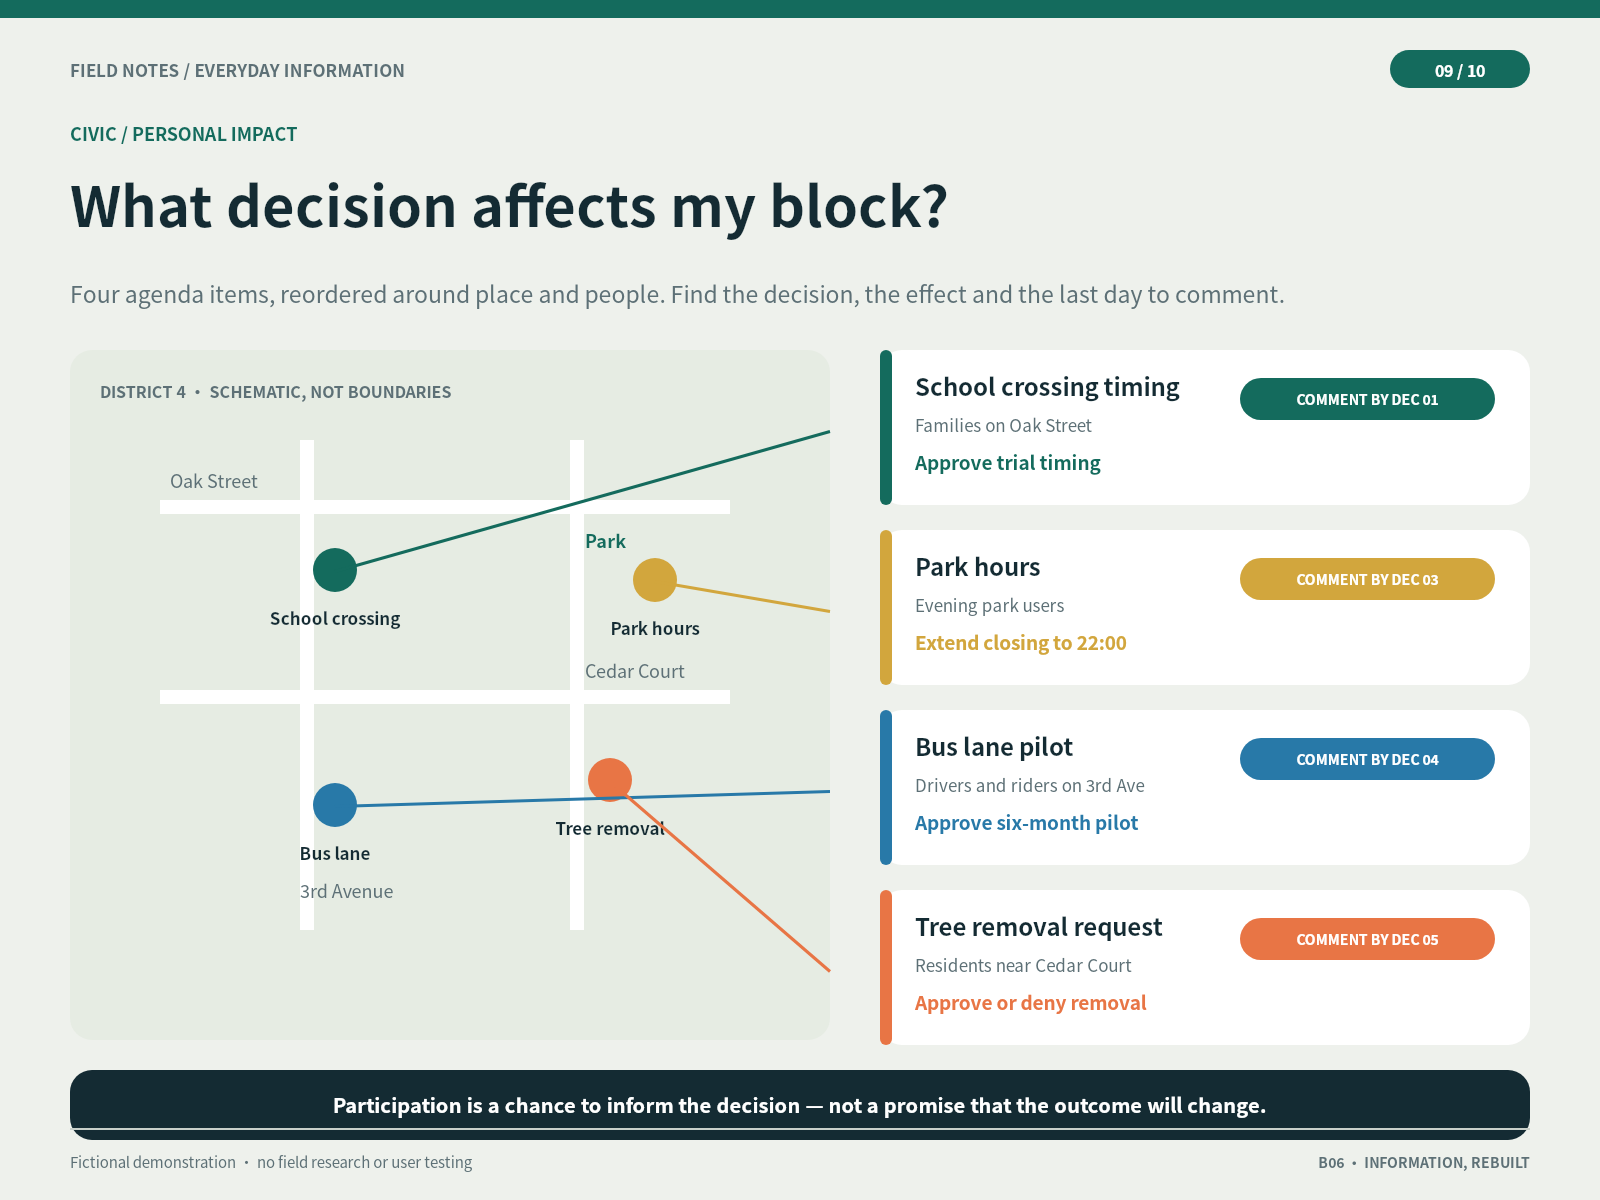 FIELD NOTES / EVERYDAY INFORMATION
09 / 10
CIVIC / PERSONAL IMPACT
What decision affects my block?
Four agenda items, reordered around place and people. Find the decision, the effect and the last day to comment.
DISTRICT 4 • SCHEMATIC, NOT BOUNDARIES
Oak Street
Park
School crossing
Park hours
Cedar Court
Tree removal
Bus lane
3rd Avenue
School crossing timing
COMMENT BY DEC 01
Families on Oak Street
Approve trial timing
Park hours
COMMENT BY DEC 03
Evening park users
Extend closing to 22:00
Bus lane pilot
COMMENT BY DEC 04
Drivers and riders on 3rd Ave
Approve six-month pilot
Tree removal request
COMMENT BY DEC 05
Residents near Cedar Court
Approve or deny removal
Participation is a chance to inform the decision — not a promise that the outcome will change.
Fictional demonstration • no field research or user testing
B06 • INFORMATION, REBUILT